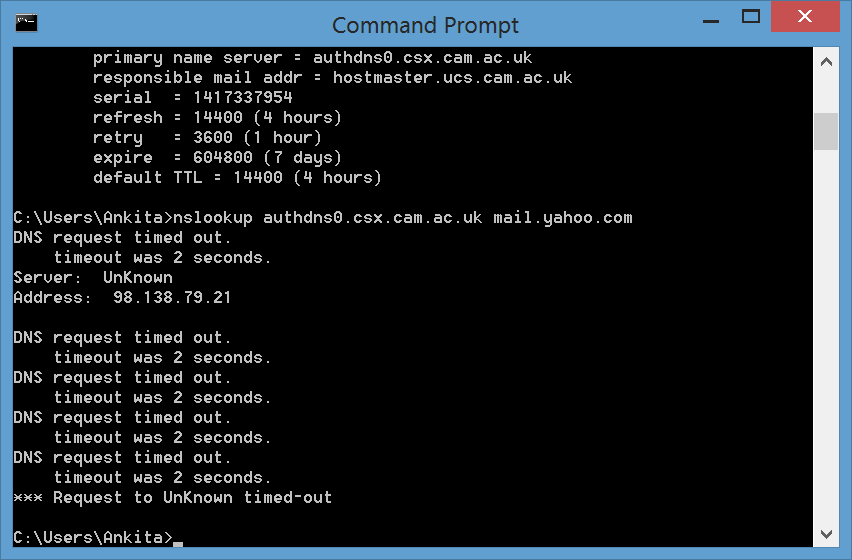 Command Prompt
primary name server = authdns0.csx.cam.ac.uk
responsible mail addr = hostmaster.ucs.cam.ac.uk
serial  = 1417337954
refresh = 14400 (4 hours)
retry   = 3600 (1 hour)
expire  = 604800 (7 days)
default TTL = 14400 (4 hours)
C:\Users\Ankita>nslookup authdns0.csx.cam.ac.uk mail.yahoo.com
DNS request timed out.
    timeout was 2 seconds.
Server:  UnKnown
Address:  98.138.79.21
DNS request timed out.
    timeout was 2 seconds.
DNS request timed out.
    timeout was 2 seconds.
DNS request timed out.
    timeout was 2 seconds.
DNS request timed out.
    timeout was 2 seconds.
*** Request to UnKnown timed-out
C:\Users\Ankita>_